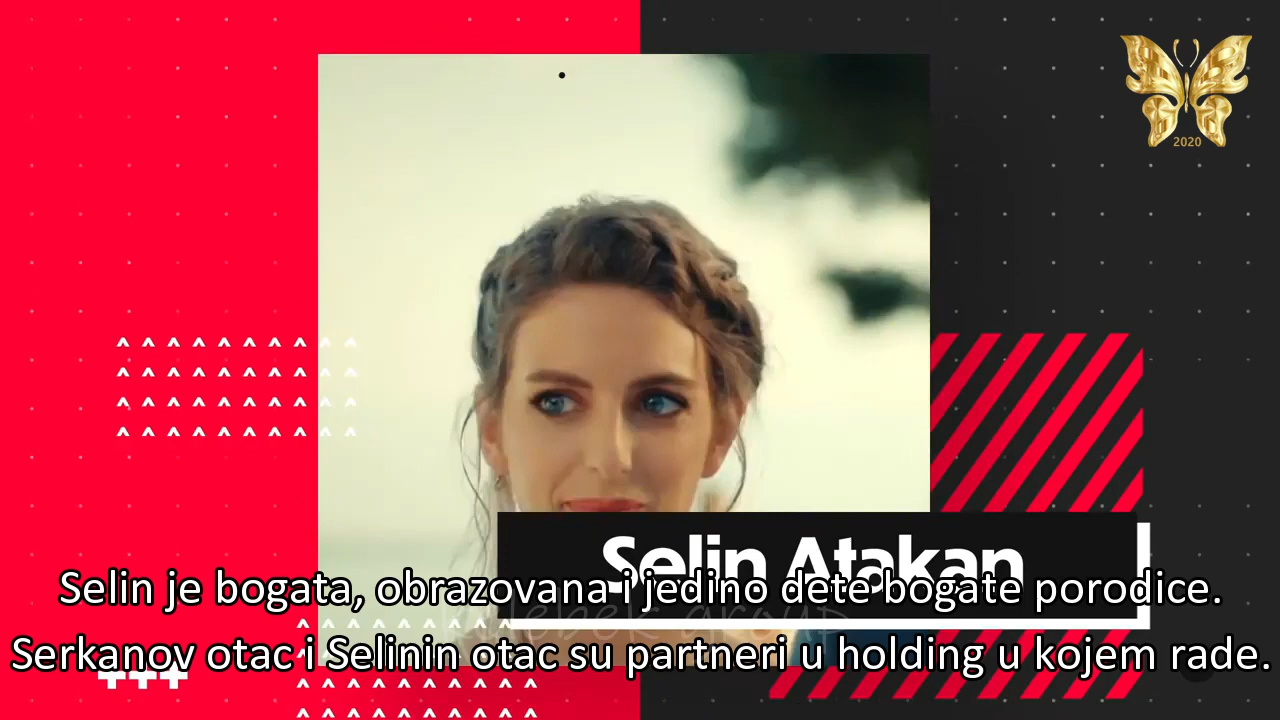 2020
Selin Atakan
Selin je bogata, obrazovana i jedino dete bogate porodice.
Serkanov otac i Selinin otac su partneri u holding u kojem rade.